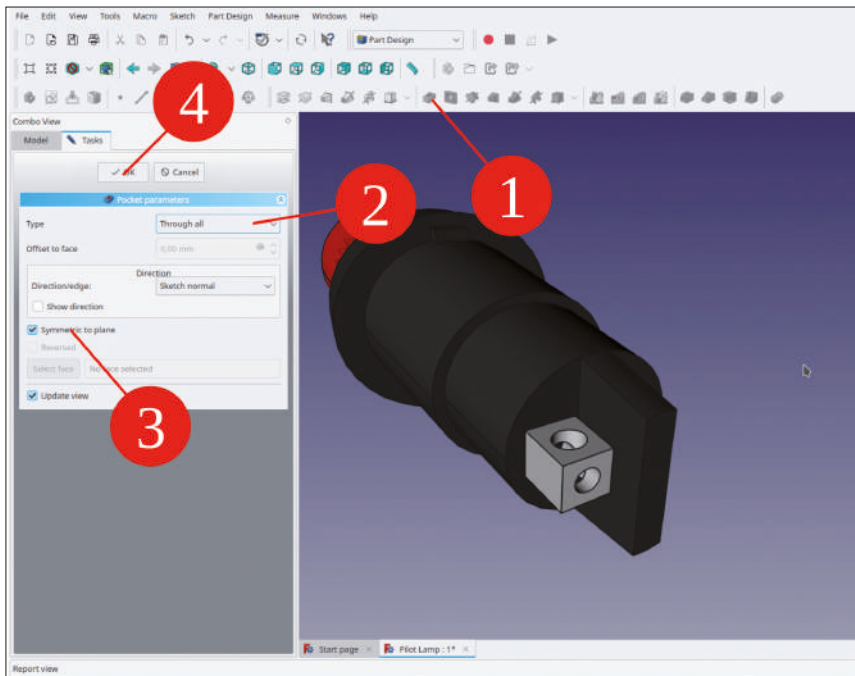 File Edit View Tools Macro Sketch Part Design Measure Windows Help
Part Design
4
1
Combo View
Model Tasks
OK Cancel
Pocket parameters
Type Through all
2
Offset to face 0,00 mm
Direction
Direction/edge: Sketch normal
Show direction
Symmetric to plane
Reversed
Select face No face selected
3
Update view
Start page Pilot Lamp : 1*
Report view